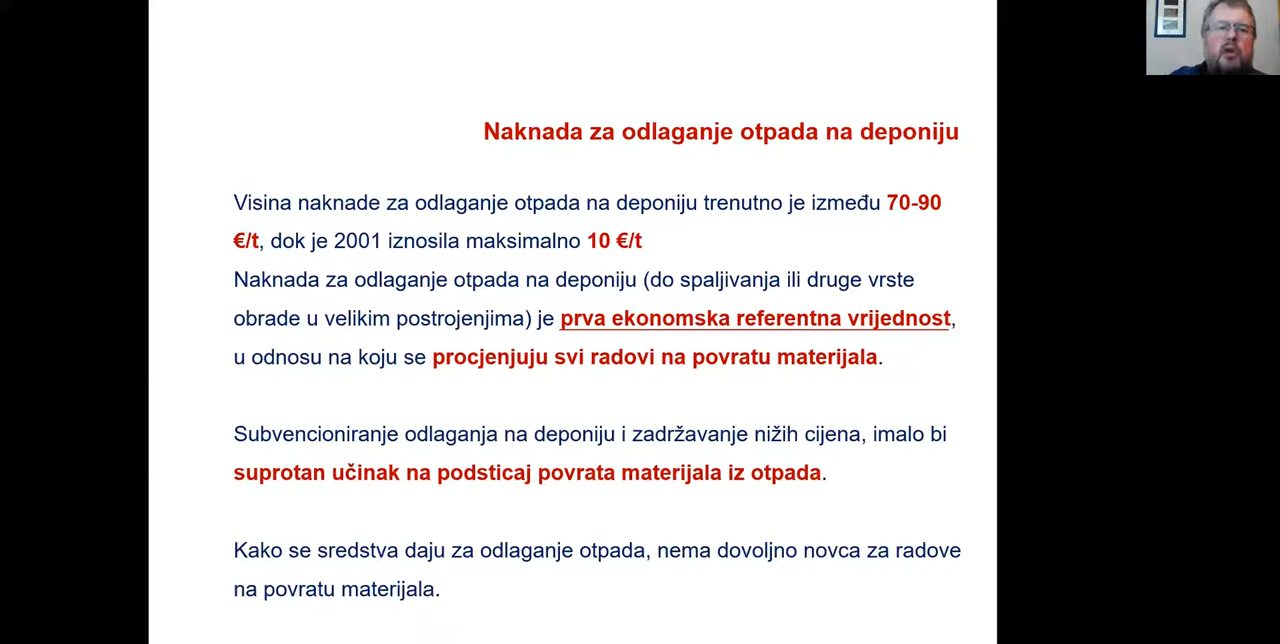 Naknada za odlaganje otpada na deponiju
Visina naknade za odlaganje otpada na deponiju trenutno je između 70-90
€/t, dok je 2001 iznosila maksimalno 10 €/t
Naknada za odlaganje otpada na deponiju (do spaljivanja ili druge vrste
obrade u velikim postrojenjima) je prva ekonomska referentna vrijednost,
u odnosu na koju se procjenjuju svi radovi na povratu materijala.
Subvencioniranje odlaganja na deponiju i zadržavanje nižih cijena, imalo bi
suprotan učinak na podsticaj povrata materijala iz otpada.
Kako se sredstva daju za odlaganje otpada, nema dovoljno novca za radove
na povratu materijala.